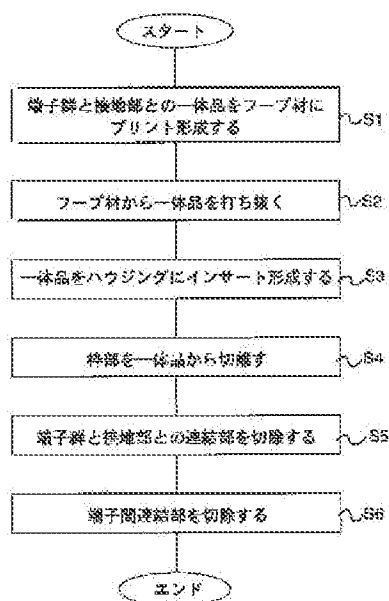 スタート
端子群と接地部との一体品をフープ材に
プリント形成する
S1
フープ材から一体品を打ち抜く
S2
一体品をハウジングにインサート形成する
S3
枠部を一体品から切離す
S4
端子群と接地部との連結部を切除する
S5
端子間連結部を切除する
S6
エンド